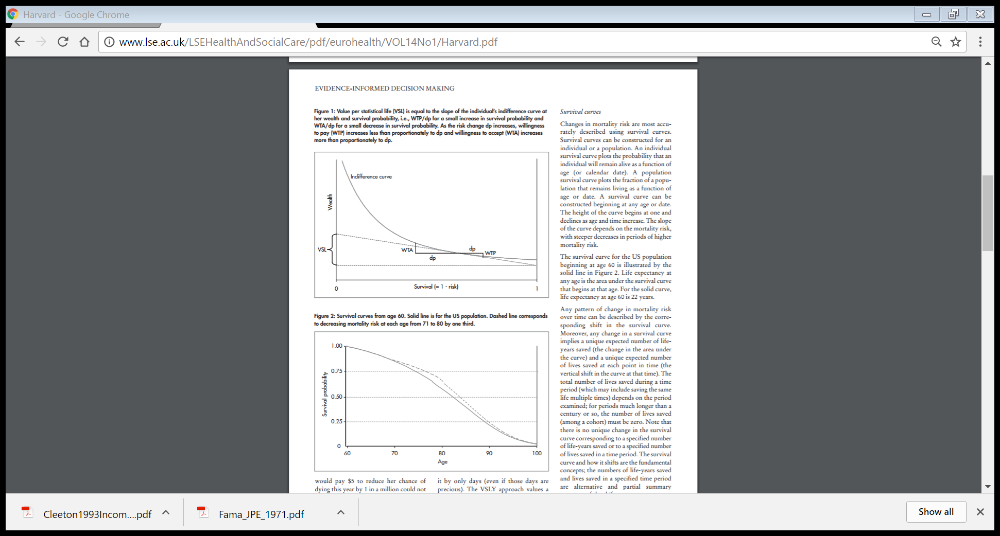 Harvard - Google Chrome
www.lse.ac.uk/LSEHealthAndSocialCare/pdf/eurohealth/VOL14No1/Harvard.pdf
EVIDENCE-INFORMED DECISION MAKING
Figure 1: Value per statistical life (VSL) is equal to the slope of the individual's indifference curve at
her wealth and survival probability, i.e., WTP/dp for a small increase in survival probability and
WTA/dp for a small decrease in survival probability. As the risk change dp increases, willingness
to pay (WTP) increases less than proportionately to dp and willingness to accept (WTA) increases
more than proportionately to dp.
Indifference curve
Wealth
VSL
WTA
dp
dp
WTP
0
Survival (= 1 - risk)
1
Figure 2: Survival curves from age 60. Solid line is for the US population. Dashed line corresponds
to decreasing mortality risk at each age from 71 to 80 by one third.
Survival probability
1.00
0.75
0.50
0.25
0
60
70
80
90
100
Age
would pay $5 to reduce her chance of
dying this year by 1 in a million could not
it by only days (even if those days are
precious). The VSLY approach values a
Survival curves
Changes in mortality risk are most accu-
rately described using survival curves.
Survival curves can be constructed for an
individual or a population. An individual
survival curve plots the probability that an
individual will remain alive as a function of
age (or calendar date). A population
survival curve plots the fraction of a popu-
lation that remains living as a function of
age or date. A survival curve can be
constructed beginning at any age or date.
The height of the curve begins at one and
declines as age and time increase. The slope
of the curve depends on the mortality risk,
with steeper decreases in periods of higher
mortality risk.
The survival curve for the US population
beginning at age 60 is illustrated by the
solid line in Figure 2. Life expectancy at
any age is the area under the survival curve
that begins at that age. For the solid curve,
life expectancy at age 60 is 22 years.
Any pattern of change in mortality risk
over time can be described by the corre-
sponding shift in the survival curve.
Moreover, any change in a survival curve
implies a unique expected number of life-
years saved (the change in the area under
the curve) and a unique expected number
of lives saved at each point in time (the
vertical shift in the curve at that time). The
total number of lives saved during a time
period (which may include saving the same
life multiple times) depends on the period
examined; for periods much longer than a
century or so, the number of lives saved
(among a cohort) must be zero. Note that
there is no unique change in the survival
curve corresponding to a specified number
of life-years saved or to a specified number
of lives saved in a time period. The survival
curve and how it shifts are the fundamental
concepts; the numbers of life-years saved
and lives saved in a specified time period
are alternative and partial summary
Cleeton1993Incom....pdf
Fama_JPE_1971.pdf
Show all